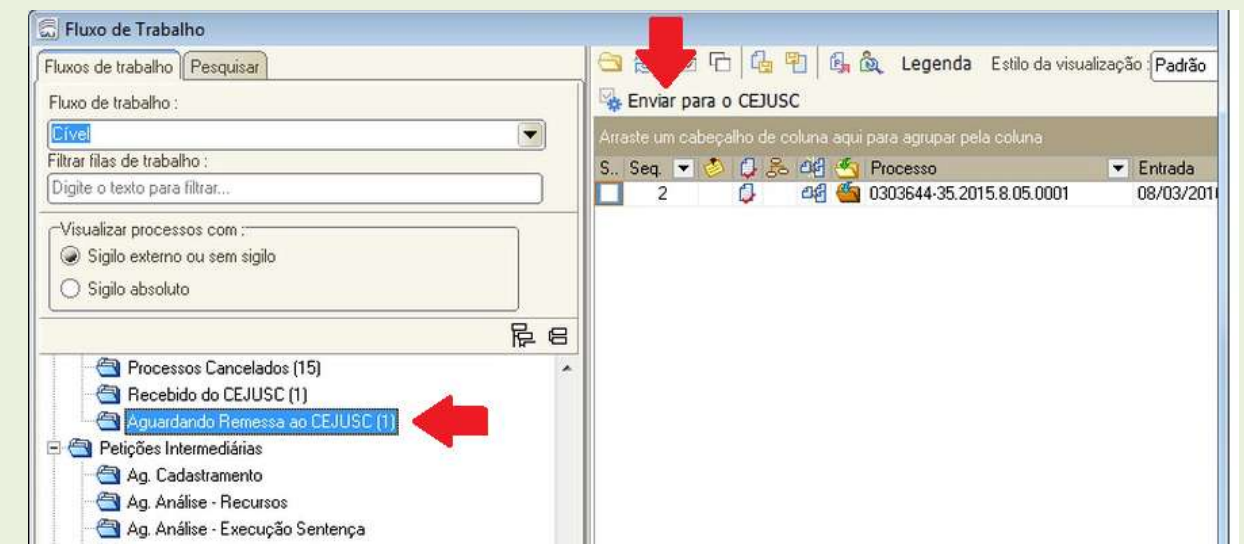 Fluxo de Trabalho
Fluxos de trabalho Pesquisar
Fluxo de trabalho :
Cível
Filtrar filas de trabalho :
Digite o texto para filtrar...
Visualizar processos com :
Sigilo externo ou sem sigilo
Sigilo absoluto
Processos Cancelados (15)
Recebido do CEJUSC (1)
Aguardando Remessa ao CEJUSC (1)
Petições Intermediárias
Ag. Cadastramento
Ag. Análise - Recursos
Ag. Análise - Execução Sentença
Legenda Estilo da visualização : Padrão
Enviar para o CEJUSC
Arraste um cabeçalho de coluna aqui para agrupar pela coluna
S.. Seq. Processo Entrada
2 0303644-35.2015.8.05.0001 08/03/201